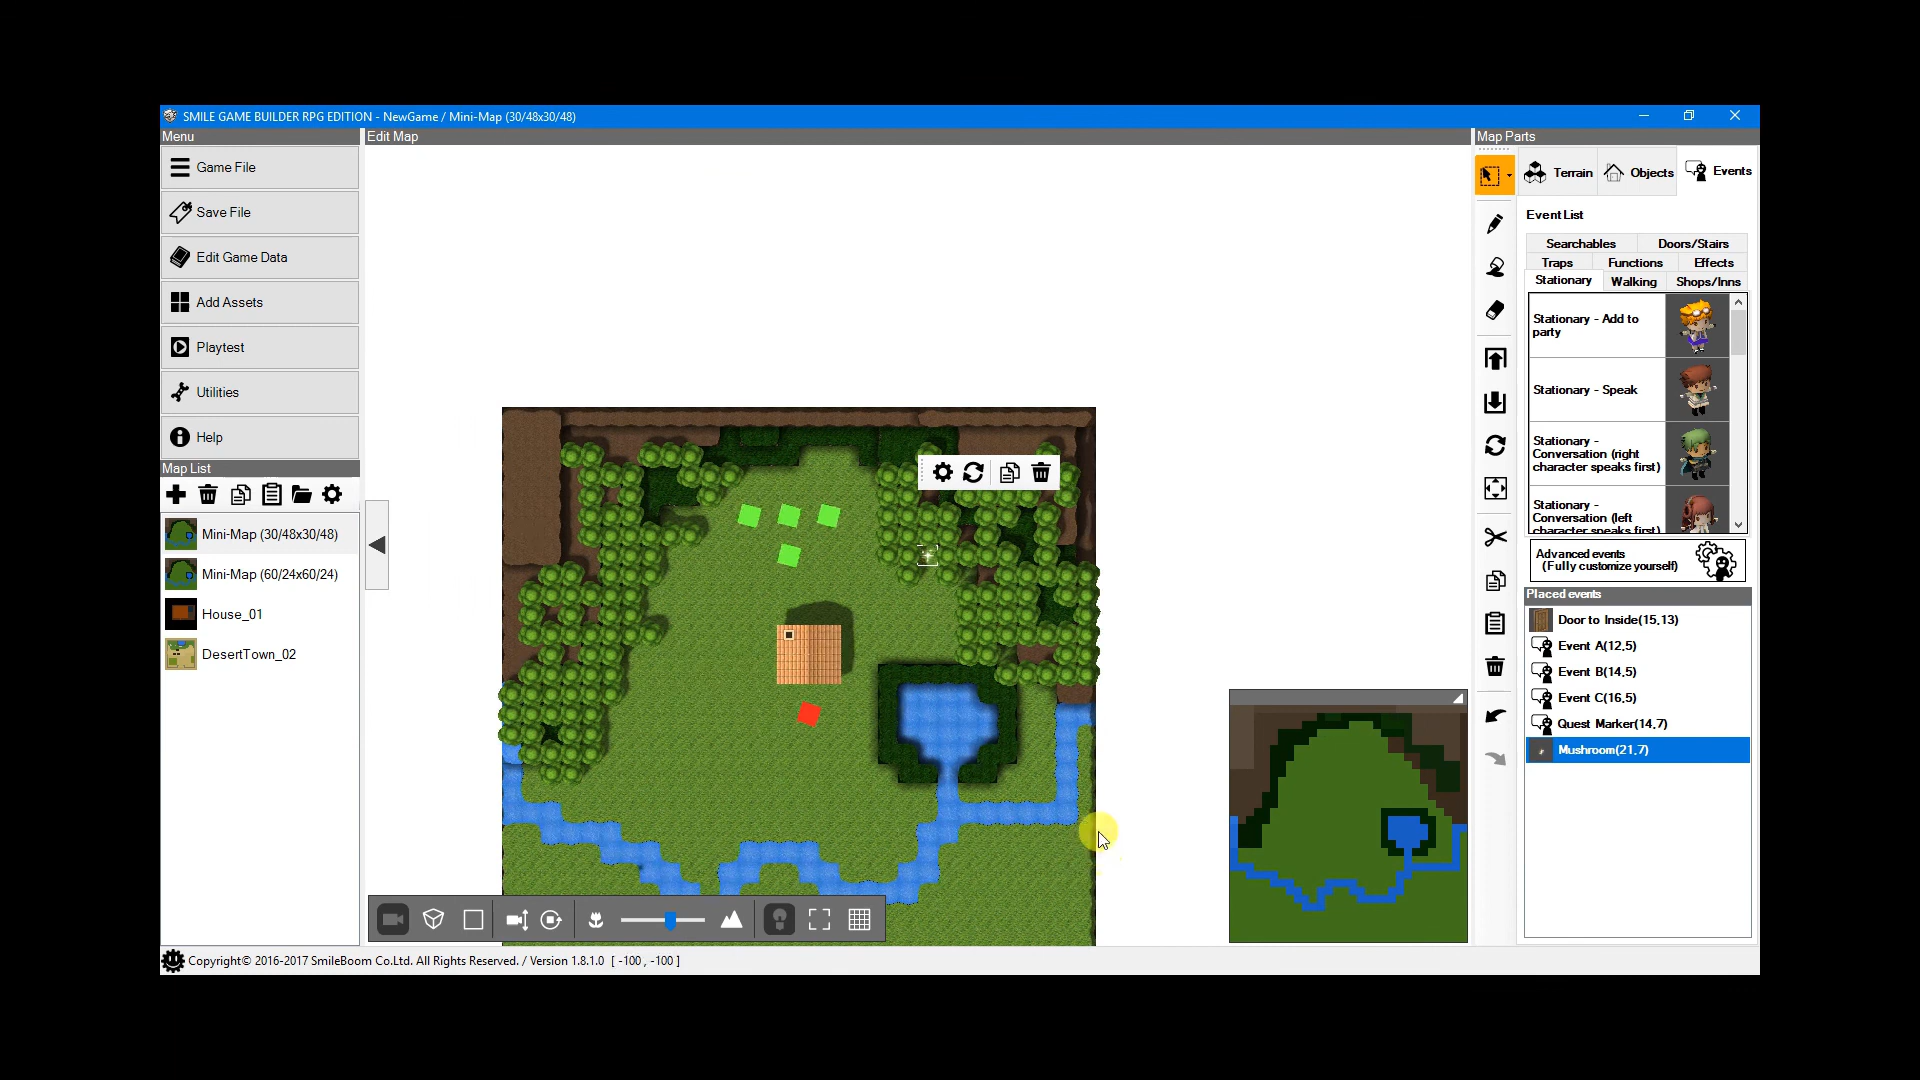 SMILE GAME BUILDER RPG EDITION - NewGame / Mini-Map (30/48x30/48)
Menu
Edit Map
Map Parts
Game File
Save File
Edit Game Data
Add Assets
Playtest
Utilities
Help
Map List
Mini-Map (30/48x30/48)
Mini-Map (60/24x60/24)
House_01
DesertTown_02
Terrain
Objects
Events
Event List
Searchables
Doors/Stairs
Traps
Functions
Effects
Stationary
Walking
Shops/Inns
Stationary - Add to
party
Stationary - Speak
Stationary -
Conversation (right
character speaks first)
Stationary -
Conversation (left
character speaks first)
Advanced events
(Fully customize yourself)
Placed events
Door to Inside(15,13)
Event A(12,5)
Event B(14,5)
Event C(16,5)
Quest Marker(14,7)
Mushroom(21,7)
Copyright© 2016-2017 SmileBoom Co.Ltd. All Rights Reserved. / Version 1.8.1.0 [ -100 , -100 ]